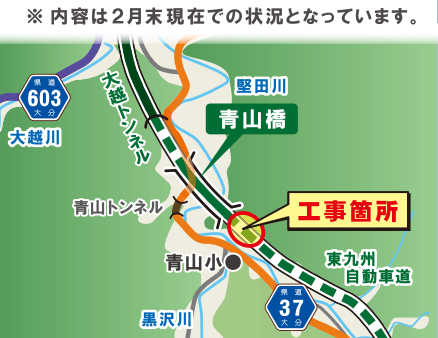 ※ 内容は２月末現在での状況となっています。
県道
603
大分
大越川
大越トンネル
堅田川
青山橋
青山トンネル
工事箇所
青山小
東九州
自動車道
県道
37
大分
黒沢川